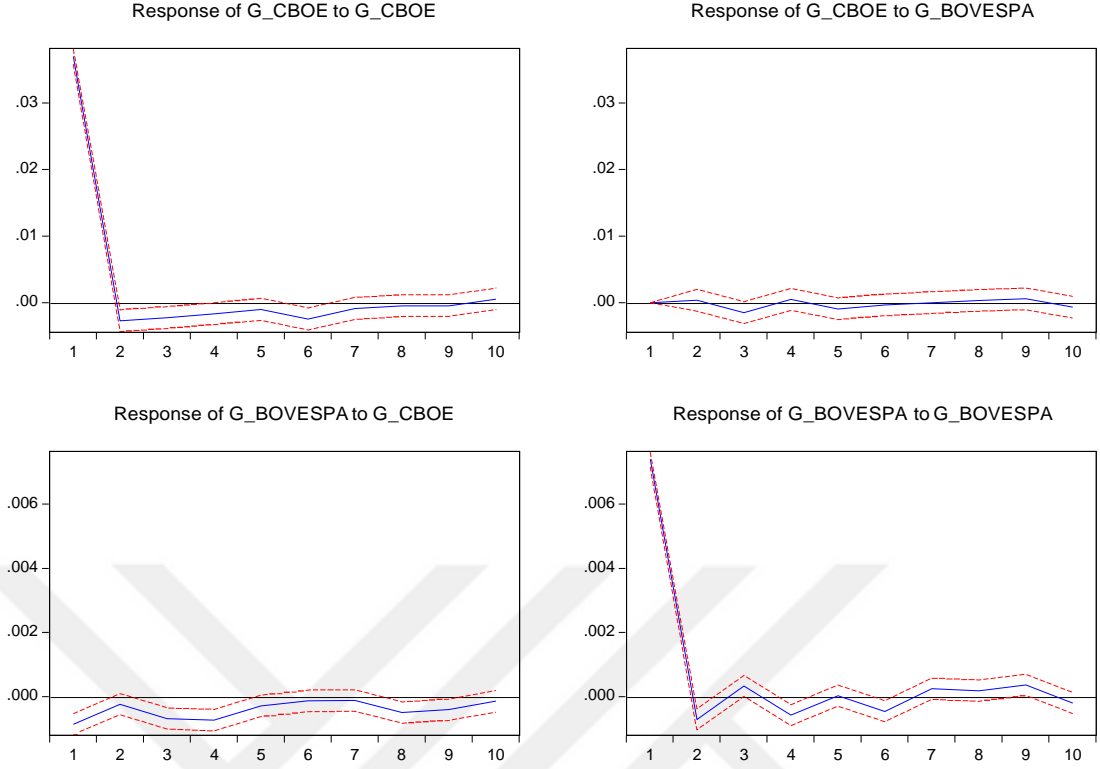 Response of G_CBOE to G_CBOE
Response of G_CBOE to G_BOVESPA
.03
.02
.01
.00
1 2 3 4 5 6 7 8 9 10
.03
.02
.01
.00
1 2 3 4 5 6 7 8 9 10
Response of G_BOVESPA to G_CBOE
Response of G_BOVESPA to G_BOVESPA
.006
.004
.002
.000
1 2 3 4 5 6 7 8 9 10
.006
.004
.002
.000
1 2 3 4 5 6 7 8 9 10